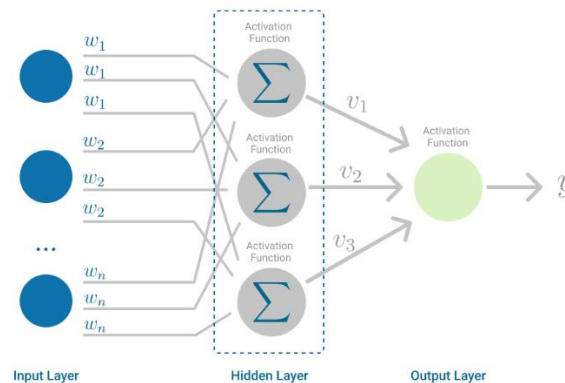 Activation
Function
w₁
w₁
w₁
Σ
v₁
Activation
Function
w₂
w₂
w₂
Activation
Function
Σ
v₂
y
...
Activation
Function
wₙ
wₙ
wₙ
Σ
v₃
Input Layer
Hidden Layer
Output Layer